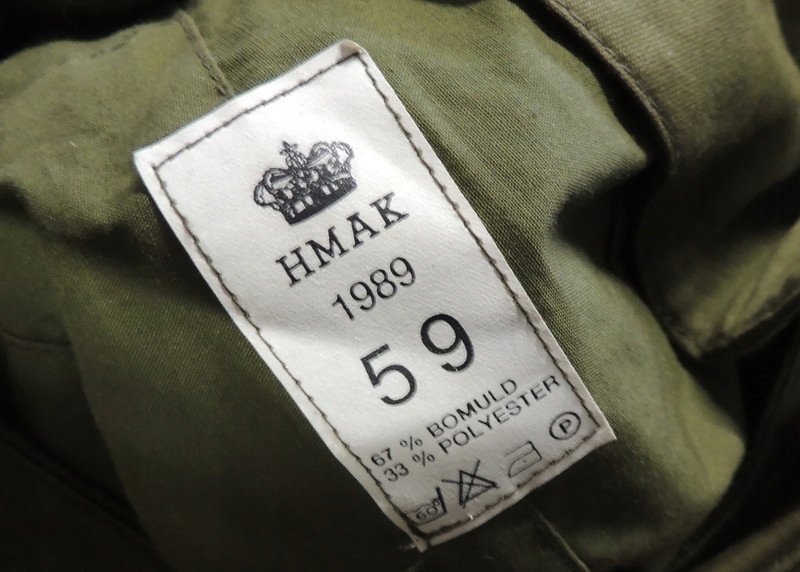 HMAK
1989
59
67 % BOMULD
33 % POLYESTER
60° P